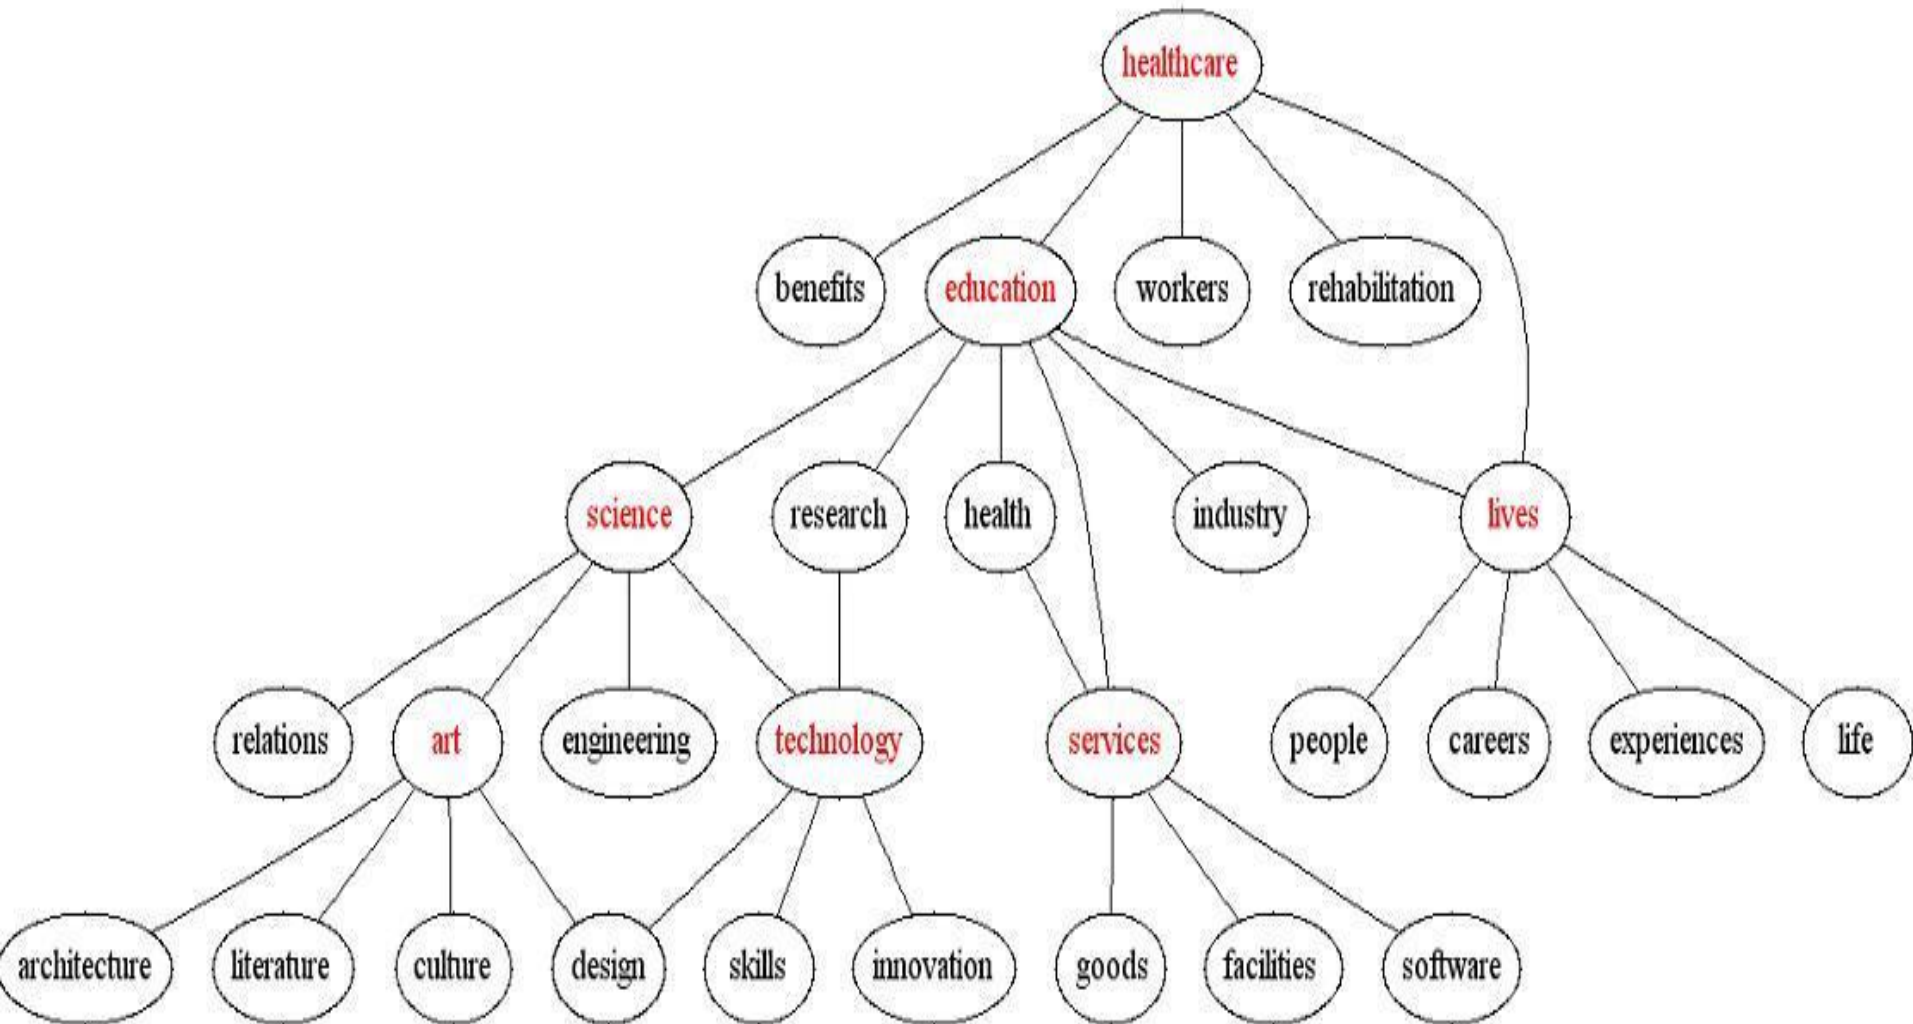 healthcare
benefits
education
workers
rehabilitation
science
research
health
industry
lives
relations
art
engineering
technology
services
people
careers
experiences
life
architecture
literature
culture
design
skills
innovation
goods
facilities
software